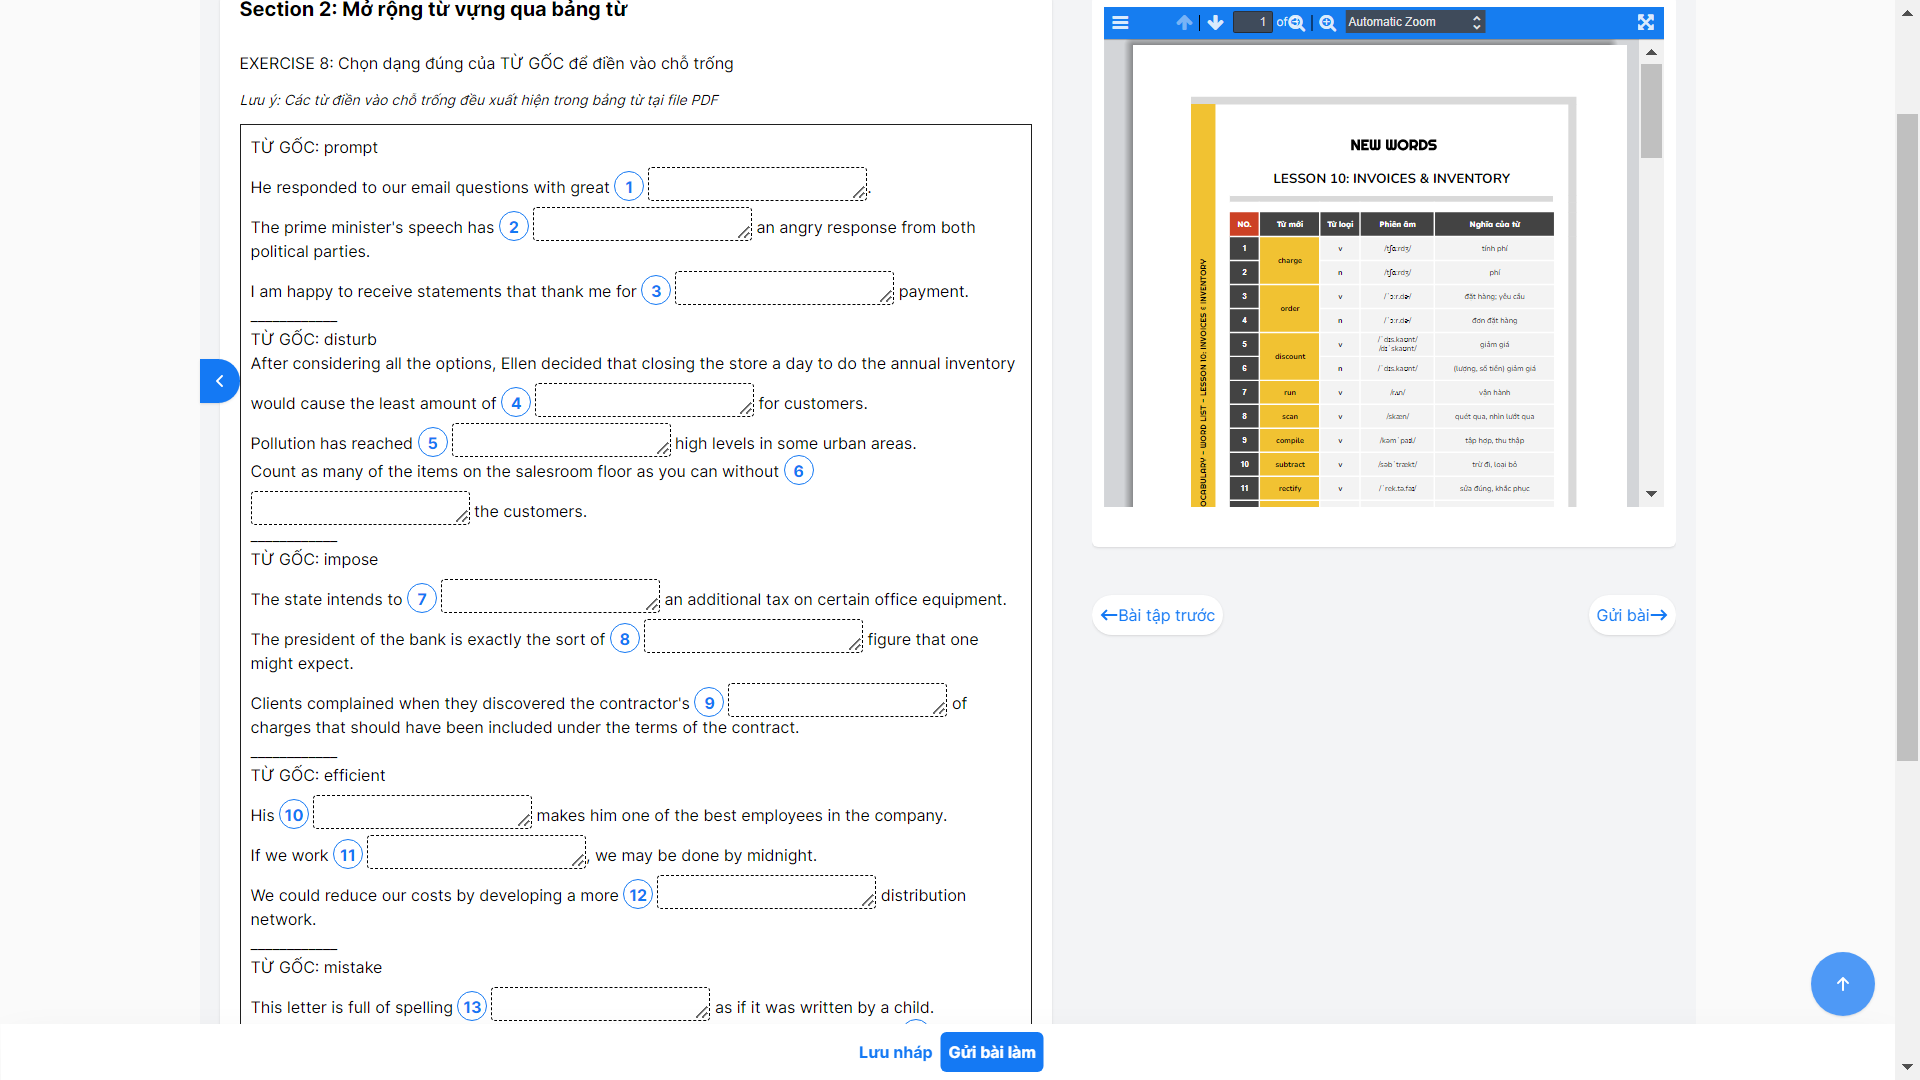 Section 2: Mở rộng từ vựng qua bảng từ
EXERCISE 8: Chọn dạng đúng của TỪ GỐC để điền vào chỗ trống
Lưu ý: Các từ điền vào chỗ trống đều xuất hiện trong bảng từ tại file PDF
TỪ GỐC: prompt
He responded to our email questions with great 1 .
The prime minister's speech has 2 an angry response from both
political parties.
I am happy to receive statements that thank me for 3 payment.
____________
TỪ GỐC: disturb
After considering all the options, Ellen decided that closing the store a day to do the annual inventory
would cause the least amount of 4 for customers.
Pollution has reached 5 high levels in some urban areas.
Count as many of the items on the salesroom floor as you can without 6
the customers.
____________
TỪ GỐC: impose
The state intends to 7 an additional tax on certain office equipment.
The president of the bank is exactly the sort of 8 figure that one
might expect.
Clients complained when they discovered the contractor's 9 of
charges that should have been included under the terms of the contract.
____________
TỪ GỐC: efficient
His 10 makes him one of the best employees in the company.
If we work 11 , we may be done by midnight.
We could reduce our costs by developing a more 12 distribution
network.
____________
TỪ GỐC: mistake
This letter is full of spelling 13 as if it was written by a child.
Lưu nháp Gửi bài làm
1 of Automatic Zoom
NEW WORDS
LESSON 10: INVOICES & INVENTORY
OCABULARY – WORD LIST – LESSON 10: INVOICES & INVENTORY
NO. Từ mới Từ loại Phiên âm Nghĩa của từ
1 charge v /tʃɑːrdʒ/ tính phí
2 n /tʃɑːrdʒ/ phí
3 order v /ˈɔːr.dɚ/ đặt hàng; yêu cầu
4 n /ˈɔːr.dɚ/ đơn đặt hàng
5 discount v /ˈdɪs.kaʊnt/ /dɪˈskaʊnt/ giảm giá
6 n /ˈdɪs.kaʊnt/ (lượng, số tiền) giảm giá
7 run v /rʌn/ vận hành
8 scan v /skæn/ quét qua, nhìn lướt qua
9 compile v /kəmˈpaɪl/ tập hợp, thu thập
10 subtract v /səbˈtrækt/ trừ đi, loại bỏ
11 rectify v /ˈrek.tə.faɪ/ sửa đúng, khắc phục
Bài tập trước
Gửi bài